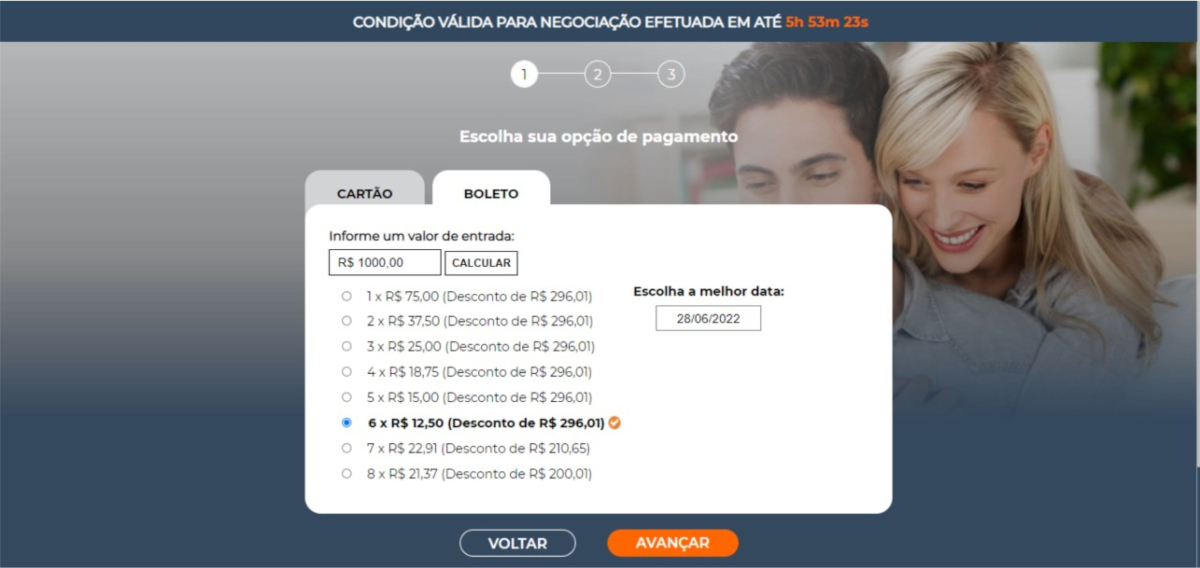 CONDIÇÃO VÁLIDA PARA NEGOCIAÇÃO EFETUADA EM ATÉ 5h 53m 23s
1 2 3
Escolha sua opção de pagamento
CARTÃO BOLETO
Informe um valor de entrada:
R$ 1000,00 CALCULAR
Escolha a melhor data:
28/06/2022
1 x R$ 75,00 (Desconto de R$ 296,01)
2 x R$ 37,50 (Desconto de R$ 296,01)
3 x R$ 25,00 (Desconto de R$ 296,01)
4 x R$ 18,75 (Desconto de R$ 296,01)
5 x R$ 15,00 (Desconto de R$ 296,01)
6 x R$ 12,50 (Desconto de R$ 296,01)
7 x R$ 22,91 (Desconto de R$ 210,65)
8 x R$ 21,37 (Desconto de R$ 200,01)
VOLTAR AVANÇAR